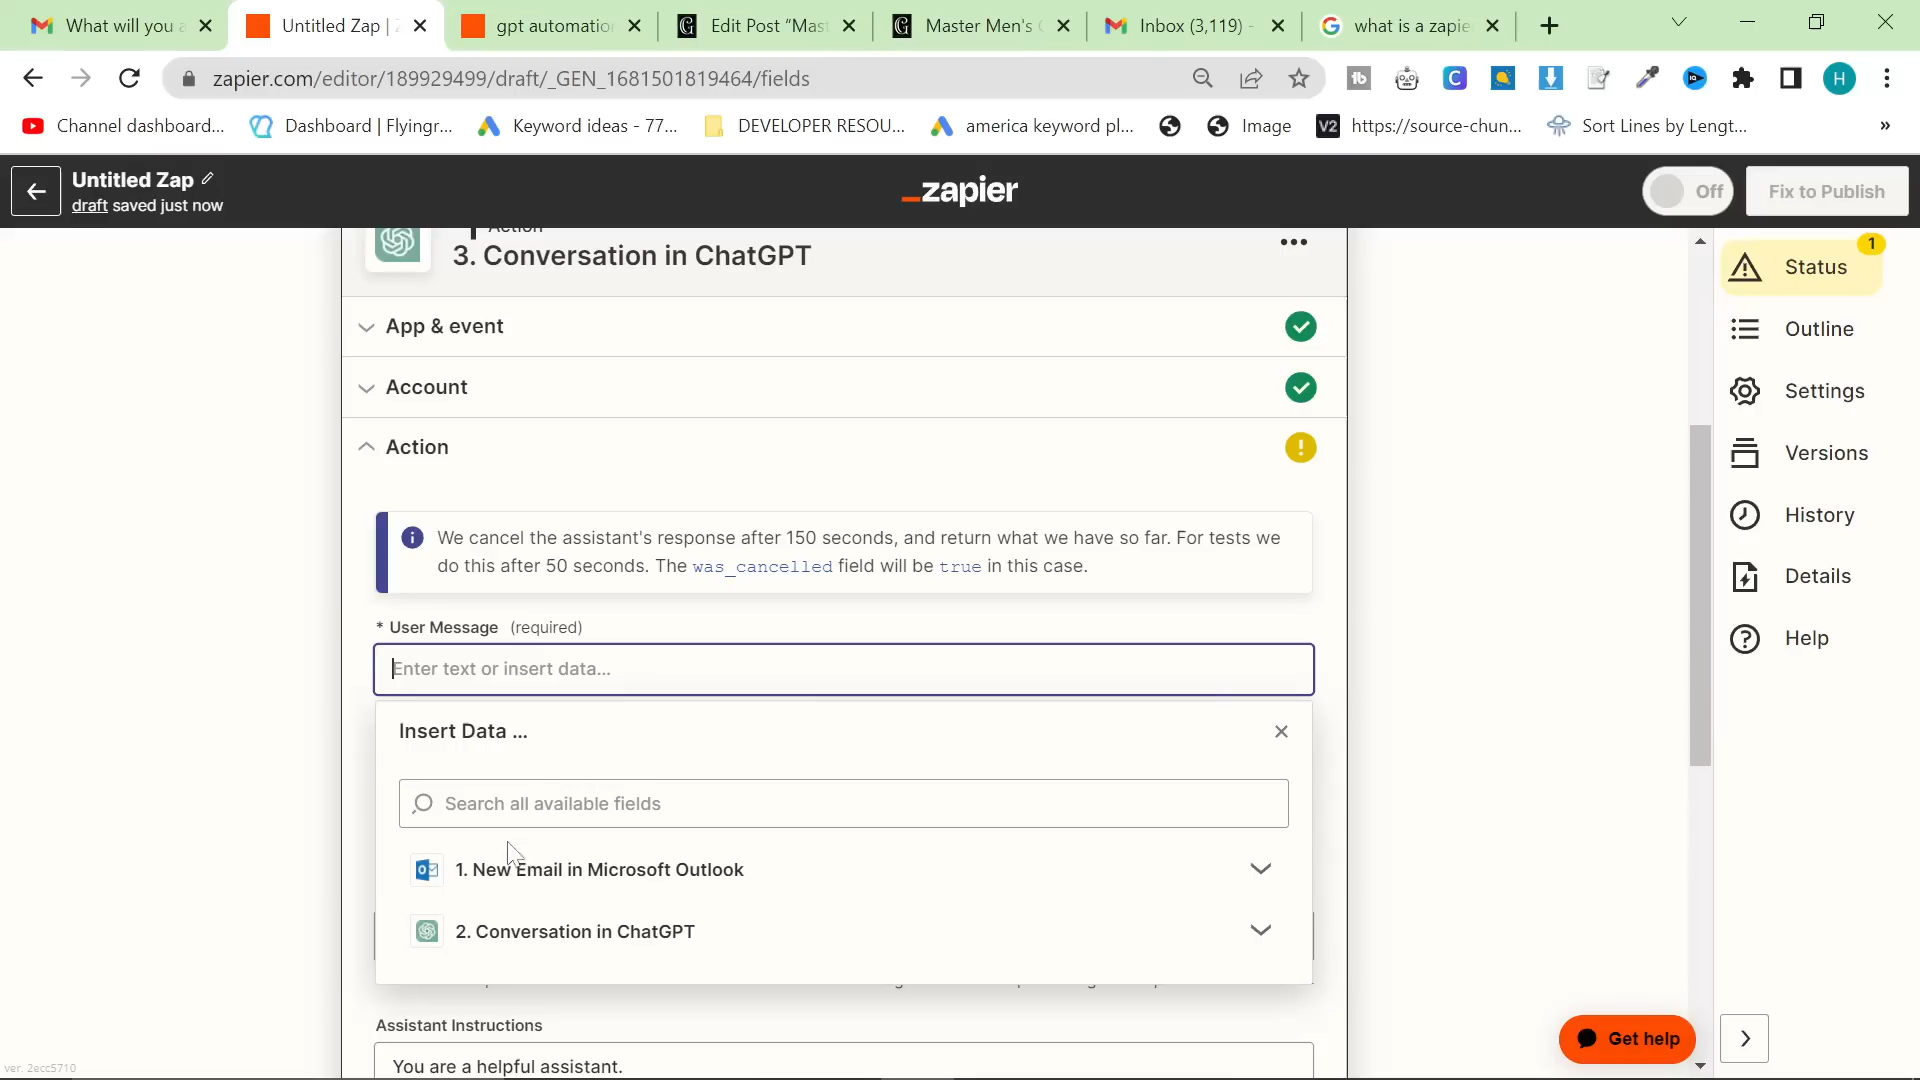 What will you a
Untitled Zap | Z
gpt automation
Edit Post “Mast
Master Men's G
Inbox (3,119) -
what is a zapie
zapier.com/editor/189929499/draft/_GEN_1681501819464/fields
H
Channel dashboard...
Dashboard | Flyingr...
Keyword ideas - 77...
DEVELOPER RESOU...
america keyword pl...
Image
V2 https://source-chun...
Sort Lines by Lengt...
»
Untitled Zap
draft saved just now
_zapier
Off
Fix to Publish
Action
3. Conversation in ChatGPT
App & event
Account
Action
We cancel the assistant's response after 150 seconds, and return what we have so far. For tests we
do this after 50 seconds. The was_cancelled field will be true in this case.
* User Message (required)
Enter text or insert data...
Insert Data ...
Search all available fields
1. New Email in Microsoft Outlook
2. Conversation in ChatGPT
Assistant Instructions
You are a helpful assistant.
1
Status
Outline
Settings
Versions
History
Details
Help
Get help
ver. 2ecc5710